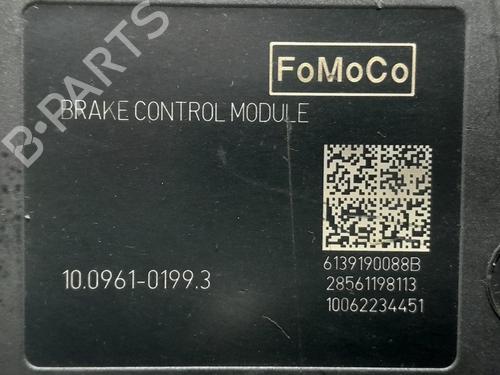 B-PARTS
FoMoCo
BRAKE CONTROL MODULE
10.0961-0199.3
6139190088B
28561198113
10062234451